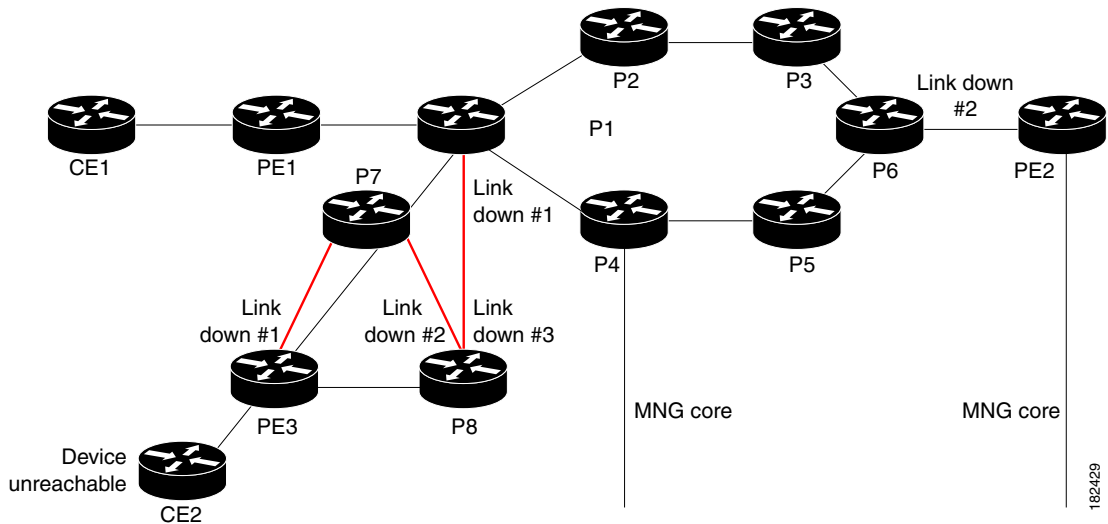 P2
P3
Link down
#2
P1
CE1
PE1
P6
PE2
P7
Link
down #1
P4
P5
Link
down #1
Link
down #2
Link
down #3
PE3
P8
MNG core
MNG core
Device
unreachable
CE2
182429